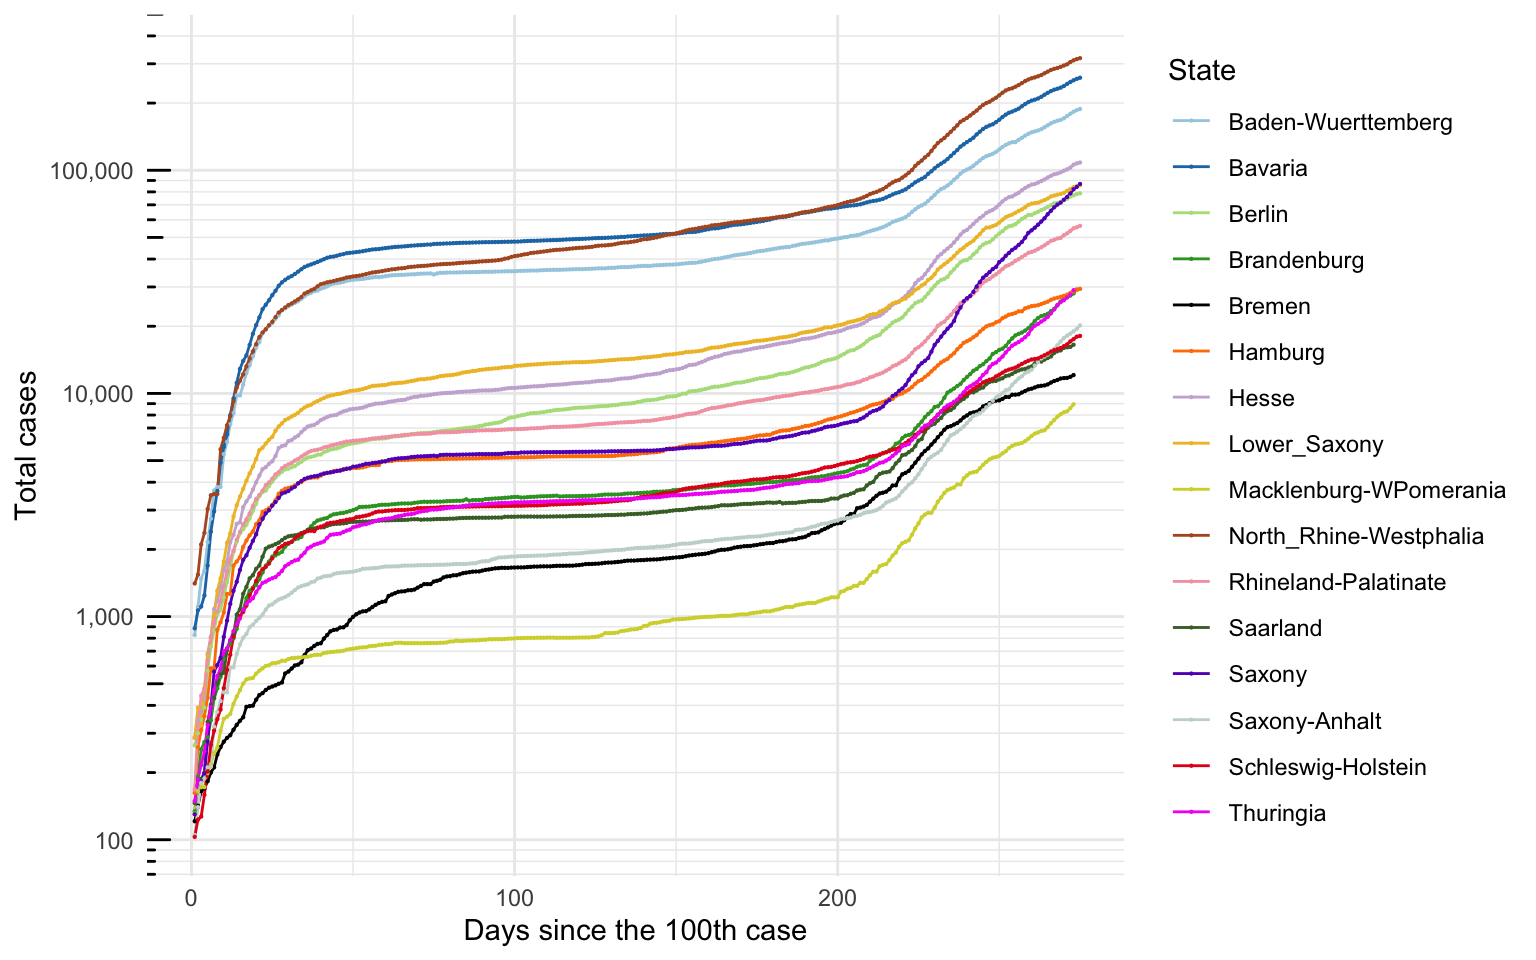 Total cases
100,000
10,000
1,000
100
0
100
200
Days since the 100th case
State
Baden-Wuerttemberg
Bavaria
Berlin
Brandenburg
Bremen
Hamburg
Hesse
Lower_Saxony
Macklenburg-WPomerania
North_Rhine-Westphalia
Rhineland-Palatinate
Saarland
Saxony
Saxony-Anhalt
Schleswig-Holstein
Thuringia